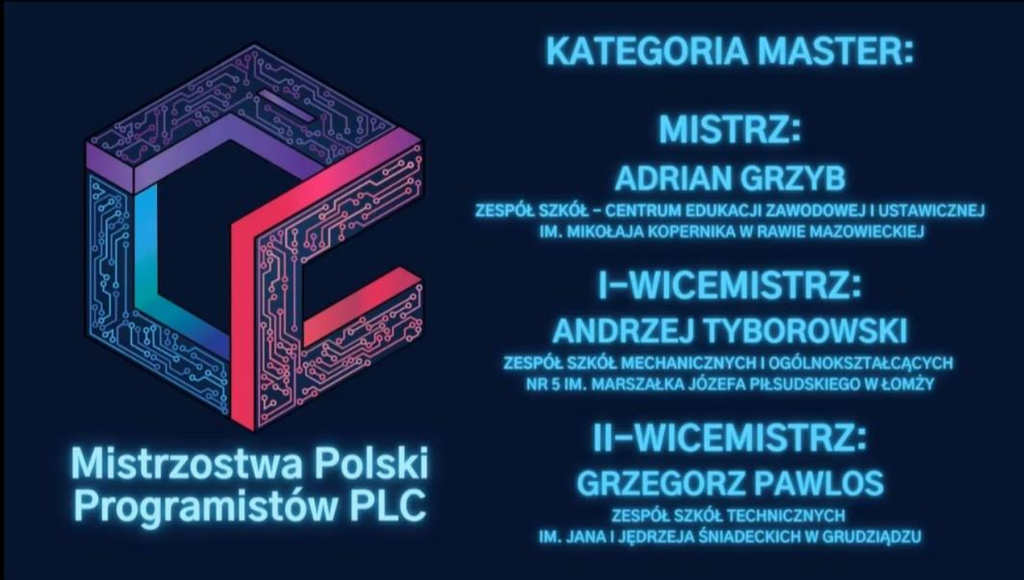 KATEGORIA MASTER:
MISTRZ:
ADRIAN GRZYB
ZESPÓŁ SZKÓŁ – CENTRUM EDUKACJI ZAWODOWEJ I USTAWICZNEJ
IM. MIKOŁAJA KOPERNIKA W RAWIE MAZOWIECKIEJ
I-WICEMISTRZ:
ANDRZEJ TYBOROWSKI
ZESPÓŁ SZKÓŁ MECHANICZNYCH I OGÓLNOKSZTAŁCĄCYCH
NR 5 IM. MARSZAŁKA JÓZEFA PIŁSUDSKIEGO W ŁOMŻY
II-WICEMISTRZ:
GRZEGORZ PAWLOS
ZESPÓŁ SZKÓŁ TECHNICZNYCH
IM. JANA I JĘDRZEJA ŚNIADECKICH W GRUDZIĄDZU
Mistrzostwa Polski
Programistów PLC